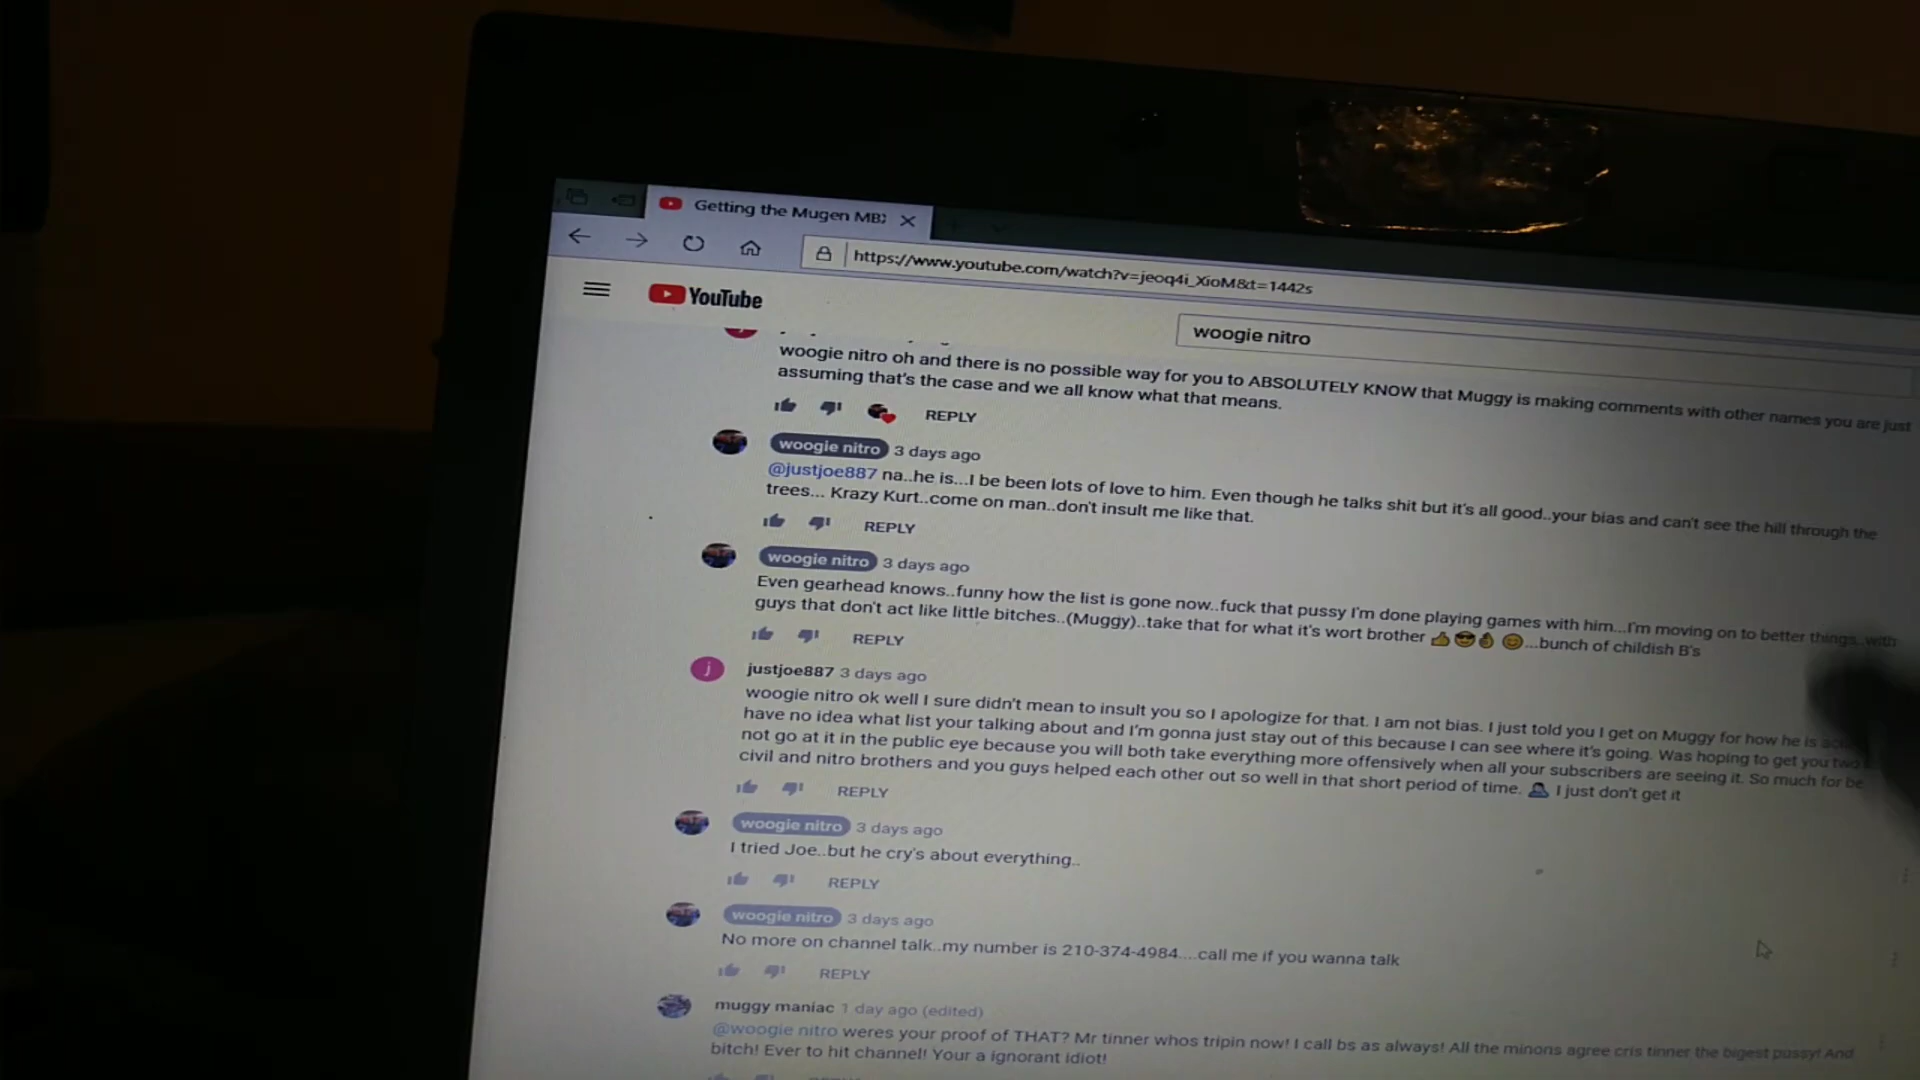 Getting the Mugen MB
https://www.youtube.com/watch?v=jeoq4i_XioM&t=1442s
YouTube
woogie nitro
woogie nitro oh and there is no possible way for you to ABSOLUTELY KNOW that Muggy is making comments with other names you are just
assuming that's the case and we all know what that means.
REPLY
woogie nitro 3 days ago
@justjoe887 na..he is...I be been lots of love to him. Even though he talks shit but it's all good..your bias and can't see the hill through the
trees... Krazy Kurt..come on man..don't insult me like that.
REPLY
woogie nitro 3 days ago
Even gearhead knows..funny how the list is gone now..fuck that pussy I'm done playing games with him...I'm moving on to better things..with
guys that don't act like little bitches..(Muggy)..take that for what it's wort brother 👍😎👌 😊...bunch of childish B's
REPLY
j
justjoe887 3 days ago
woogie nitro ok well I sure didn't mean to insult you so I apologize for that. I am not bias. I just told you I get on Muggy for how he is
have no idea what list your talking about and I'm gonna just stay out of this because I can see where it's going. Was hoping to get you two
not go at it in the public eye because you will both take everything more offensively when all your subscribers are seeing it. So much for be
civil and nitro brothers and you guys helped each other out so well in that short period of time. 🤦 I just don't get it
REPLY
woogie nitro 3 days ago
I tried Joe..but he cry's about everything..
REPLY
woogie nitro 3 days ago
No more on channel talk..my number is 210-374-4984....call me if you wanna talk
REPLY
muggy maniac 1 day ago (edited)
@woogie nitro weres your proof of THAT? Mr tinner whos tripin now! I call bs as always! All the minons agree cris tinner the bigest pussy! And
bitch! Ever to hit channel! Your a ignorant idiot!